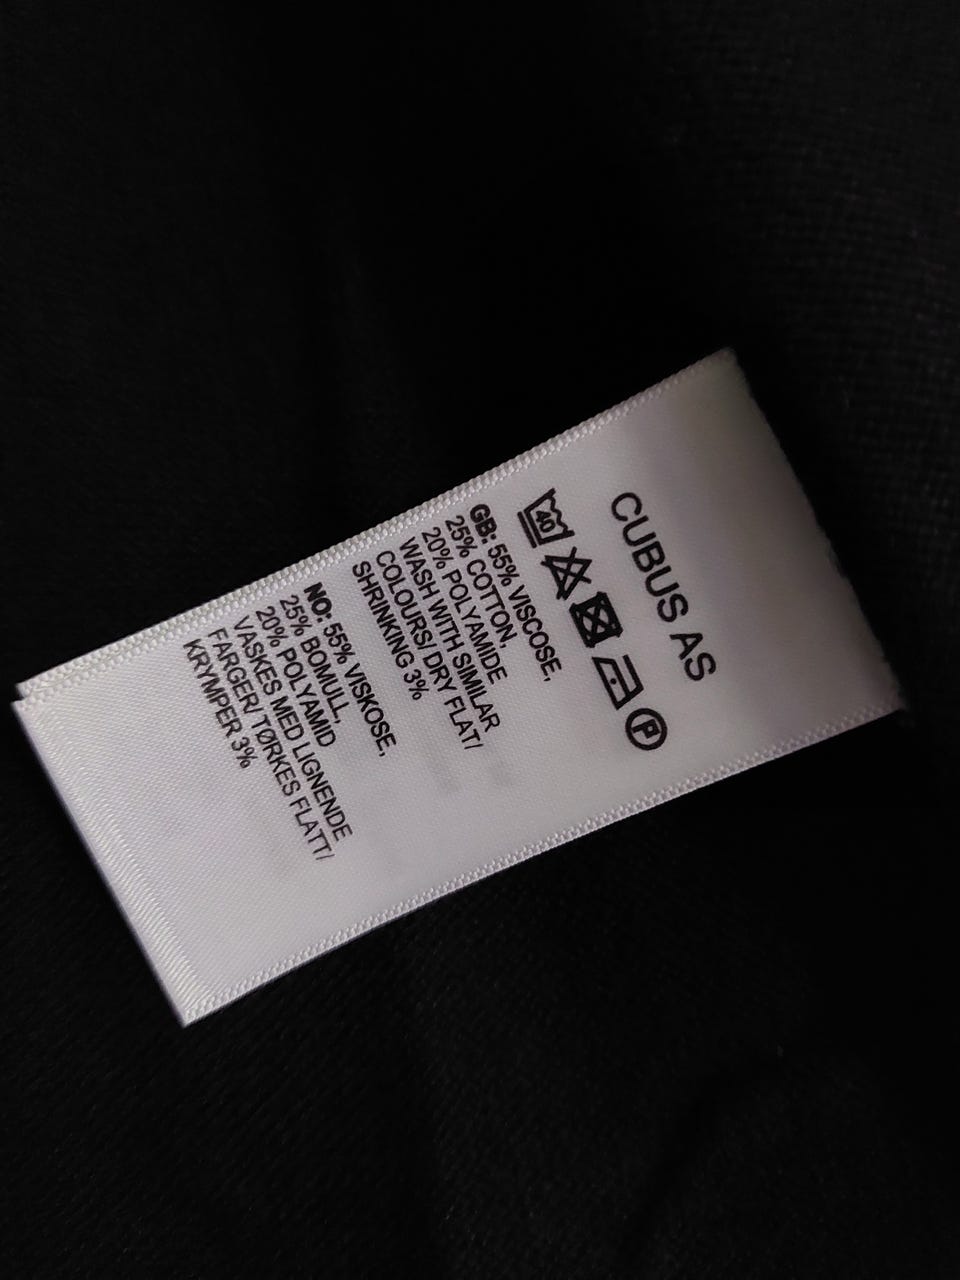 CUBUS AS
40 P
GB: 55% VISCOSE,
25% COTTON,
20% POLYAMIDE
WASH WITH SIMILAR
COLOURS/ DRY FLAT/
SHRINKING 3%
NO: 55% VISKOSE,
25% BOMULL,
20% POLYAMID
VASKES MED LIGNENDE
FARGER/ TØRKES FLATT/
KRYMPER 3%